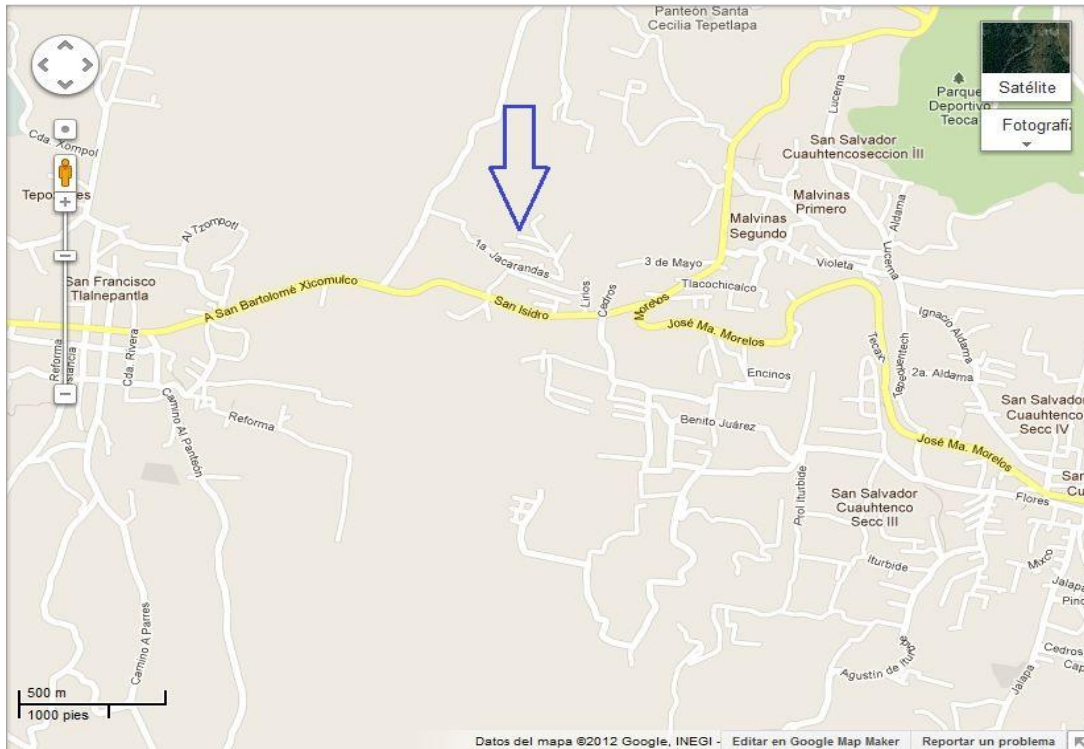 Panteón Santa
Cecilia Tepetlapa
Satélite
Parque
Deportivo
Teoca
Fotografí
Lucerna
San Salvador
Cuauhtencoseccion III
Cda. Xompol
Malvinas
Primero
Aldama
Malvinas
Segundo
Al Tzompotl
1a. Jacarandas
3 de Mayo
Violeta
Lucerna
San Francisco
Tlalnepantla
A San Bartolomé Xicomulco
Tlacochicalco
Lirios
Cedros
San Isidro
Morelos
José Ma. Morelos
Ignacio Aldama
Reforma
Cda. Rivera
Tecax
2a. Aldama
Encinos
Camino Al Panteón
Reforma
Benito Juárez
San Salvador
Cuauhtenco
Secc IV
José Ma. Morelos
Flores
Prol Iturbide
San Salvador
Cuauhtenco
Secc III
Iturbide
Mixco
Jalapa
Camino A Parres
Cedros
Agustín de Iturbide
Jalapa
500 m
1000 pies
Datos del mapa ©2012 Google, INEGI - Editar en Google Map Maker Reportar un problema